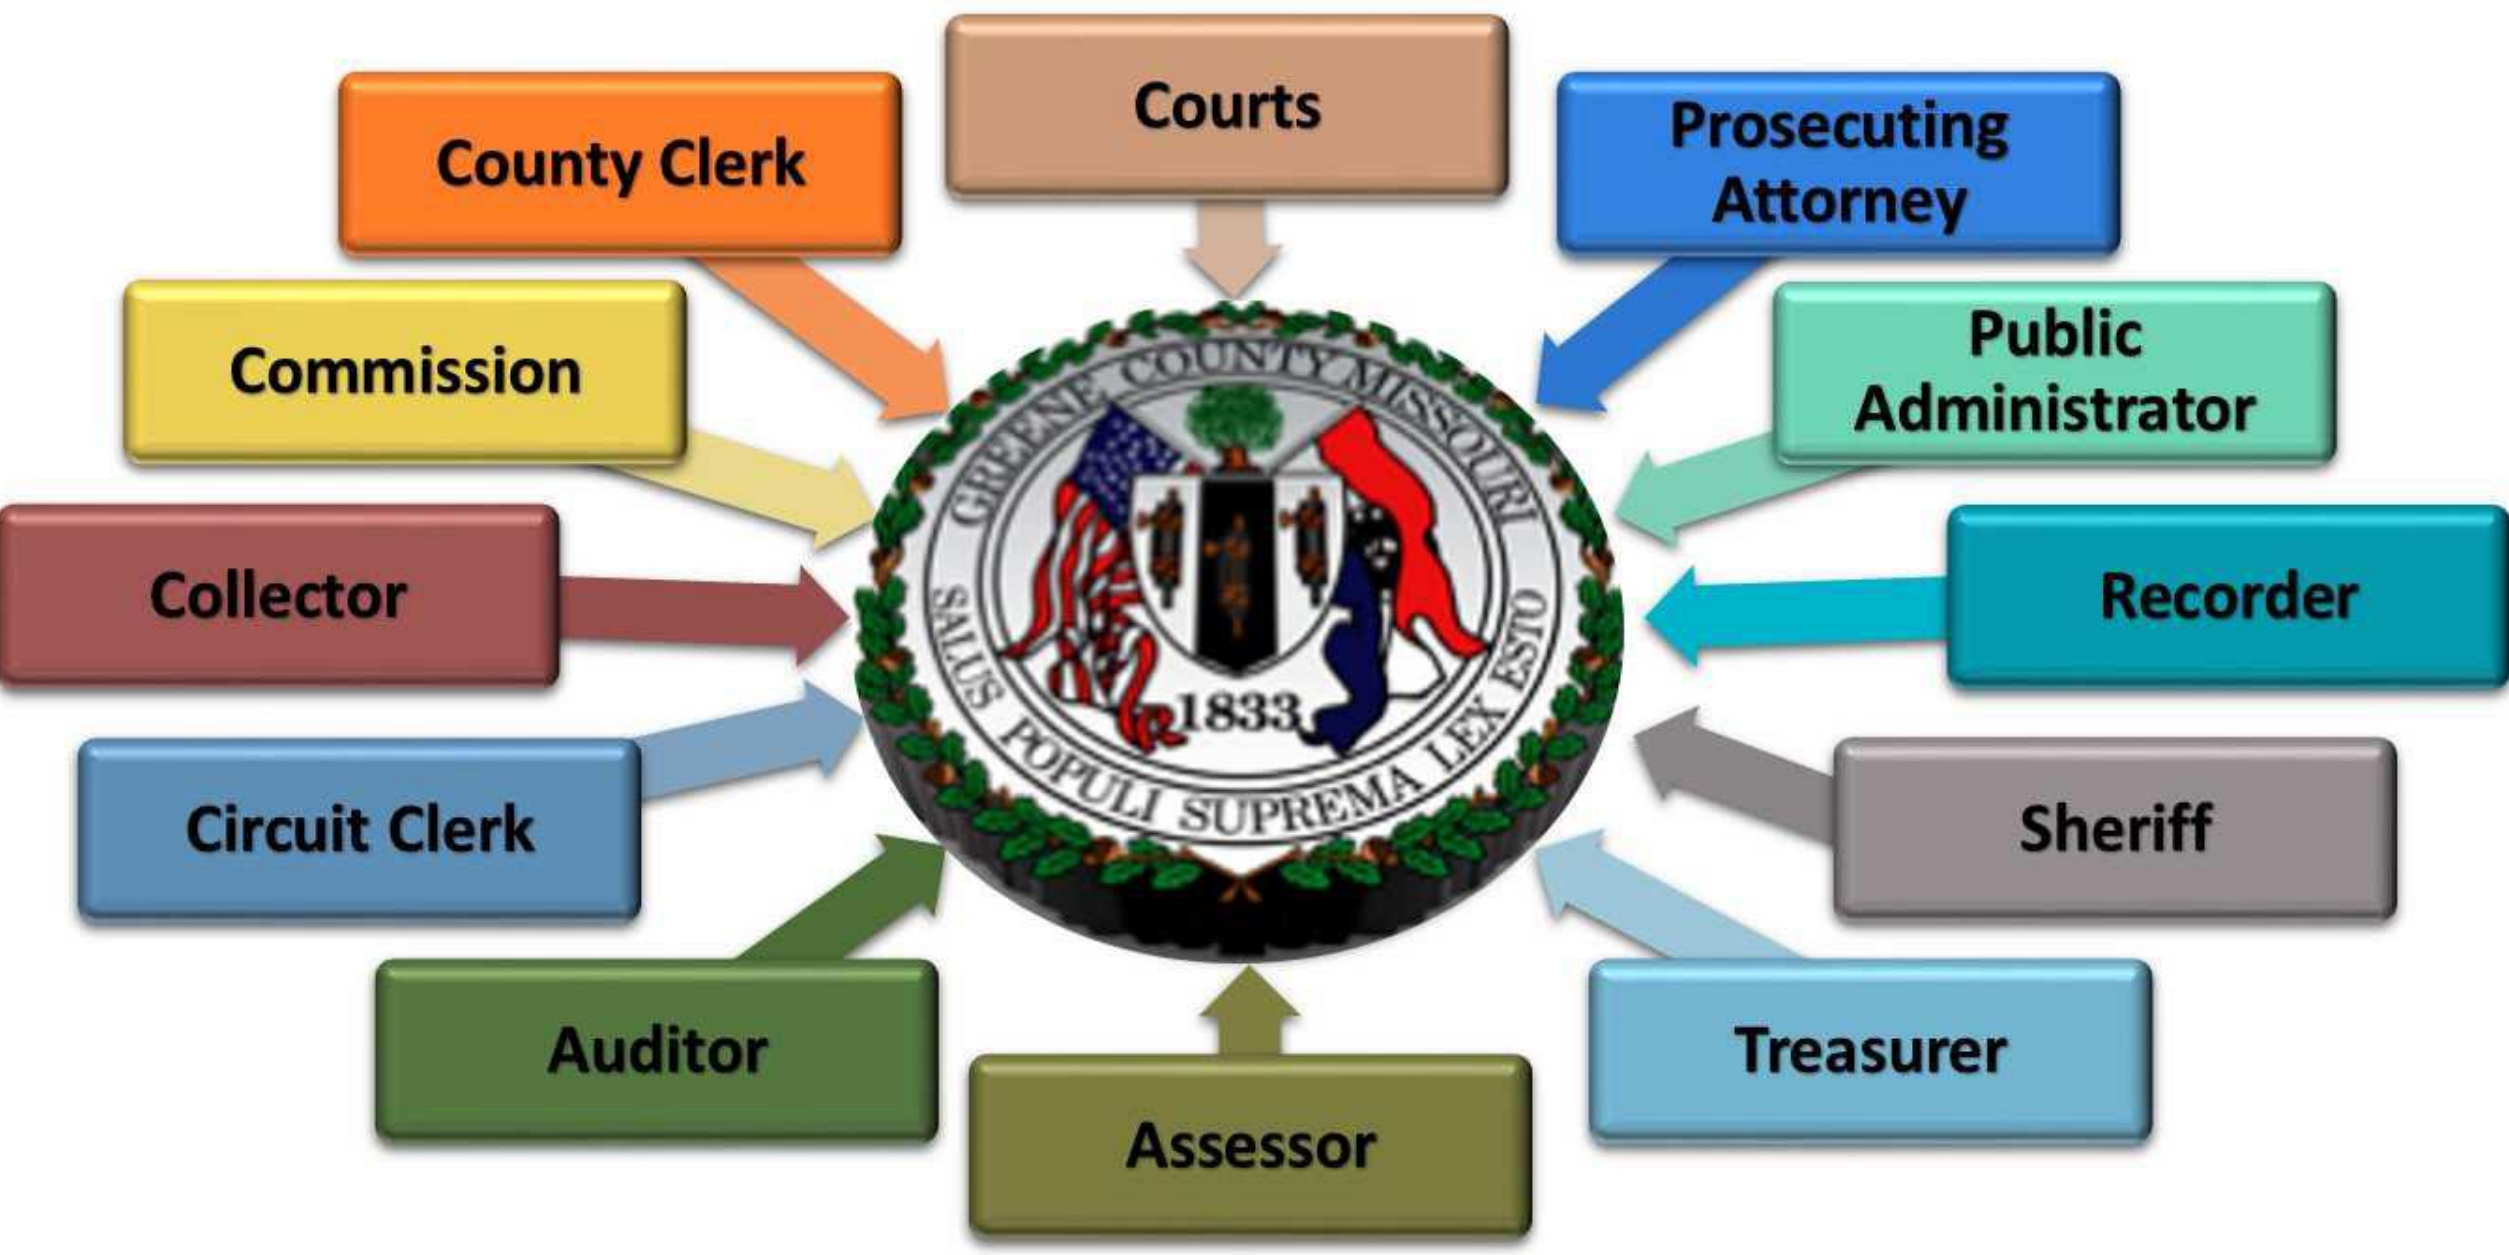 Courts
County Clerk
Prosecuting
Attorney
Commission
Public
Administrator
GREENE COUNTY MISSOURI
Collector
Recorder
1833
SALUS POPULI SUPREMA LEX ESTO
Circuit Clerk
Sheriff
Auditor
Treasurer
Assessor